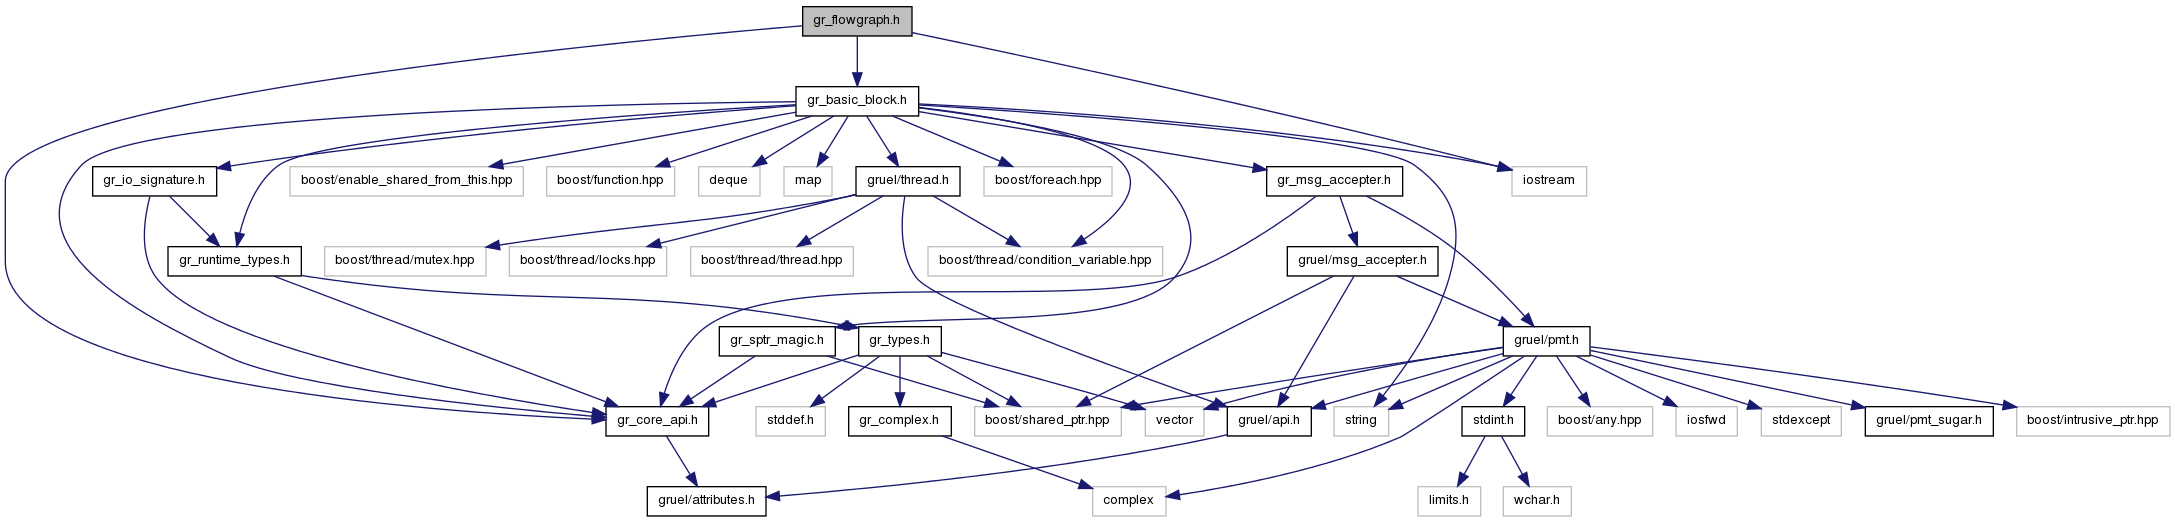 gr_flowgraph.h
gr_basic_block.h
gr_io_signature.h
boost/enable_shared_from_this.hpp
boost/function.hpp
deque
map
gruel/thread.h
boost/foreach.hpp
gr_msg_accepter.h
iostream
gr_runtime_types.h
boost/thread/mutex.hpp
boost/thread/locks.hpp
boost/thread/thread.hpp
boost/thread/condition_variable.hpp
gruel/msg_accepter.h
gr_sptr_magic.h
gr_types.h
gruel/pmt.h
gr_core_api.h
stddef.h
gr_complex.h
boost/shared_ptr.hpp
vector
gruel/api.h
string
stdint.h
boost/any.hpp
iosfwd
stdexcept
gruel/pmt_sugar.h
boost/intrusive_ptr.hpp
gruel/attributes.h
complex
limits.h
wchar.h